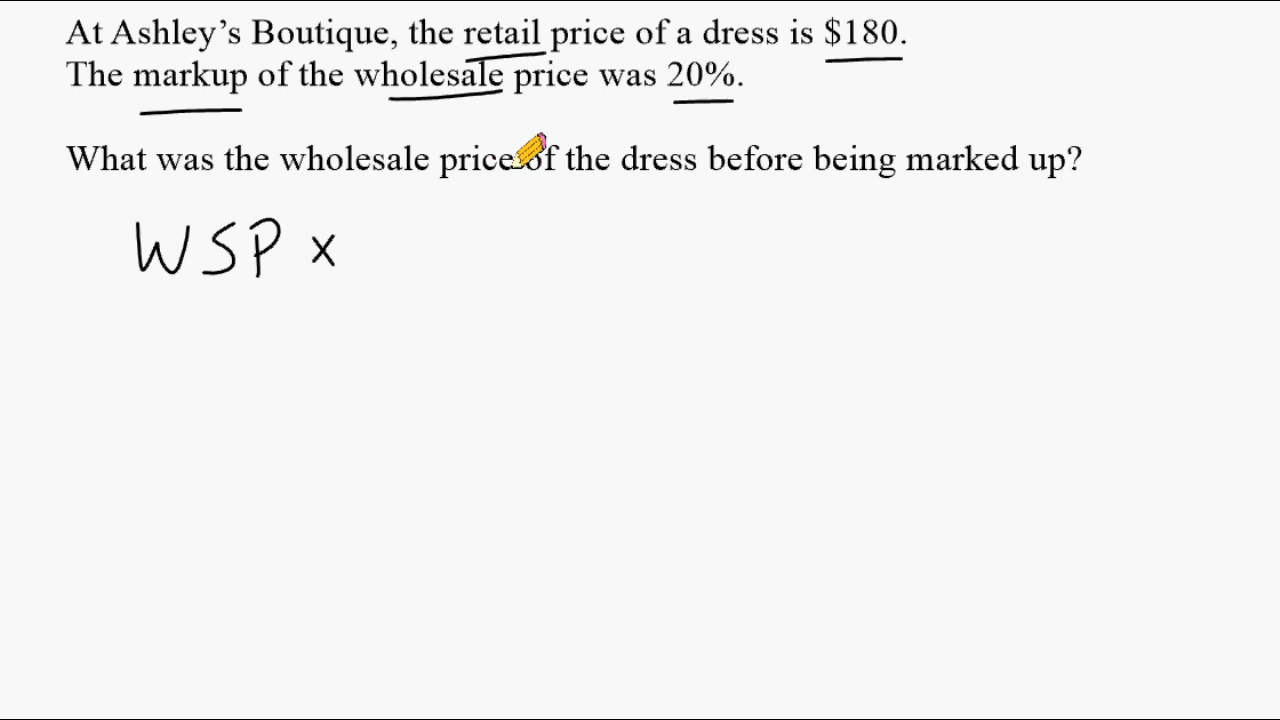 At Ashley’s Boutique, the retail price of a dress is $180.
The markup of the wholesale price was 20%.
What was the wholesale price of the dress before being marked up?
WSP x